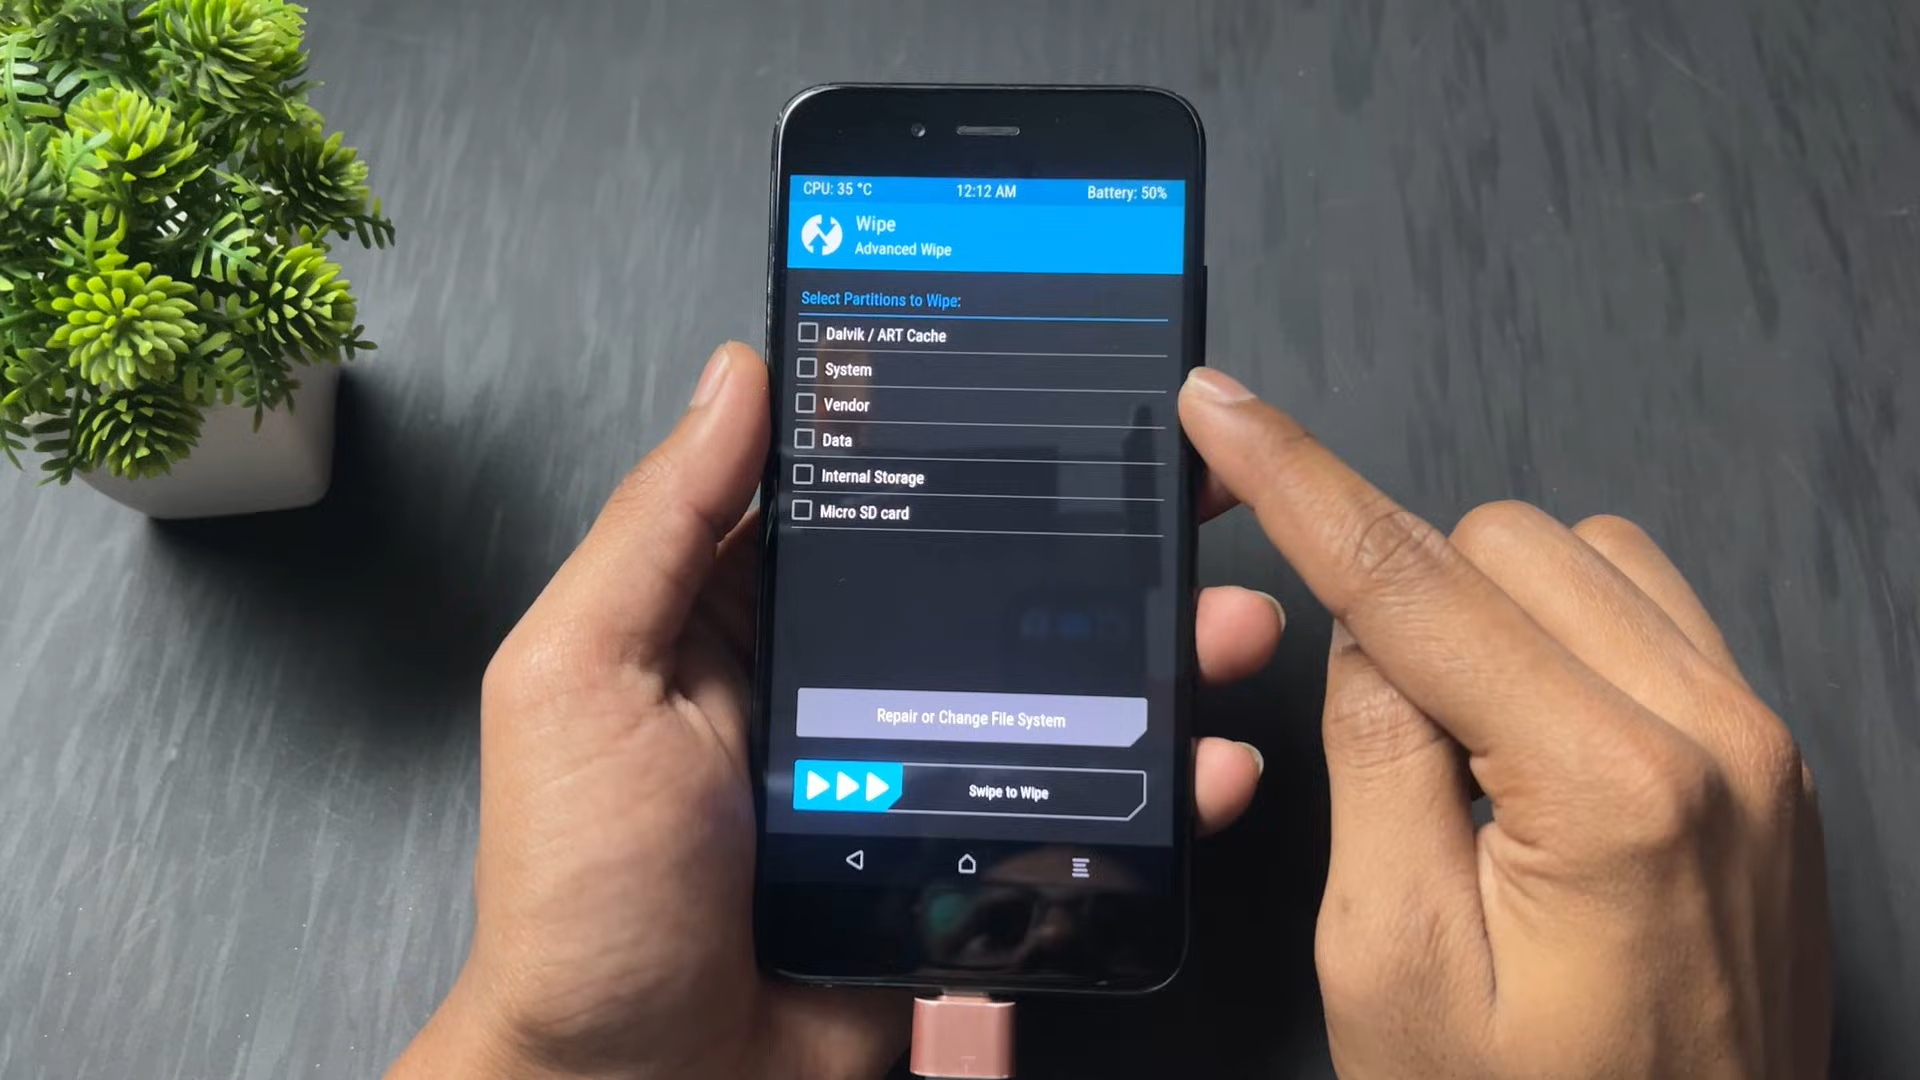 CPU: 35 °C 12:12 AM Battery: 50%
Wipe
Advanced Wipe
Select Partitions to Wipe:
Dalvik / ART Cache
System
Vendor
Data
Internal Storage
Micro SD card
Repair or Change File System
Swipe to Wipe